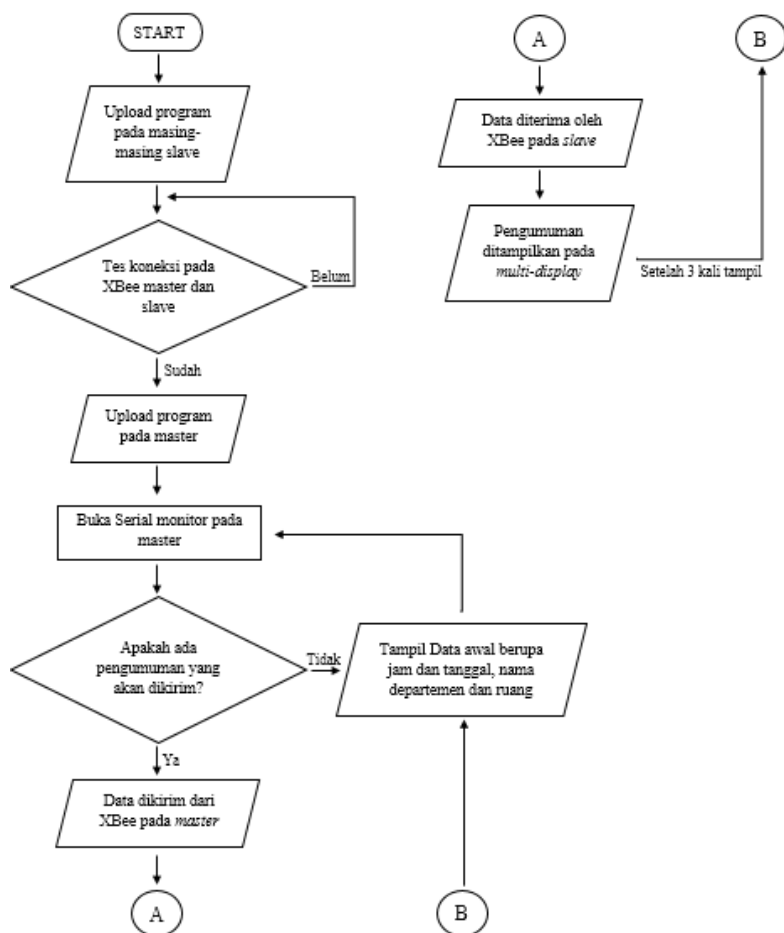 START
Upload program
pada masing-
masing slave
Tes koneksi pada
XBee master dan
slave
Belum
Sudah
Upload program
pada master
Buka Serial monitor pada
master
Apakah ada
pengumuman yang
akan dikirim?
Tidak
Tampil Data awal berupa
jam dan tanggal, nama
departemen dan ruang
Ya
Data dikirim dari
XBee pada master
A
B
A
Data diterima oleh
XBee pada slave
Pengumuman
ditampilkan pada
multi-display
Setelah 3 kali tampil
B